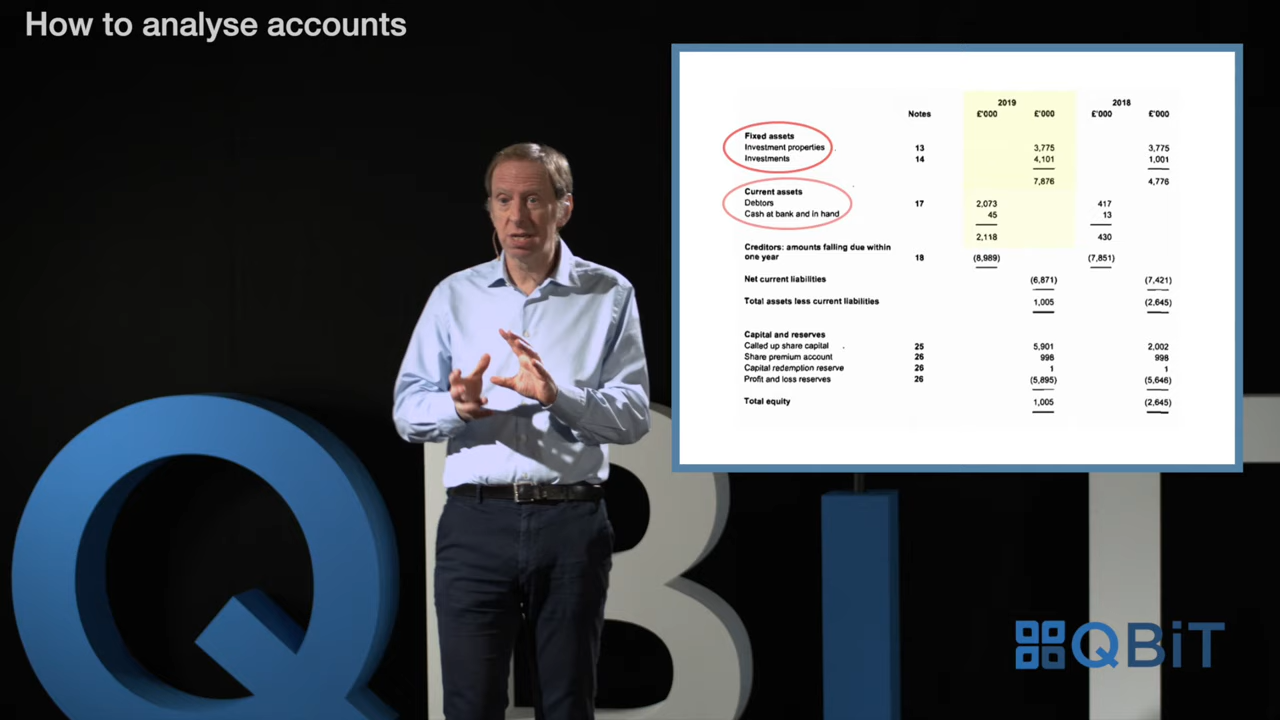 How to analyse accounts
2019 2018
Notes £'000 £'000 £'000 £'000
Fixed assets
Investment properties 13 3,775 3,775
Investments 14 4,101 1,001
7,876 4,776
Current assets
Debtors 17 2,073 417
Cash at bank and in hand 45 13
2,118 430
Creditors: amounts falling due within
one year 18 (8,989) (7,851)
Net current liabilities (6,871) (7,421)
Total assets less current liabilities 1,005 (2,645)
Capital and reserves
Called up share capital 25 5,901 2,002
Share premium account 26 998 998
Capital redemption reserve 26 1 1
Profit and loss reserves 26 (5,895) (5,646)
Total equity 1,005 (2,645)
QBIT
QBiT